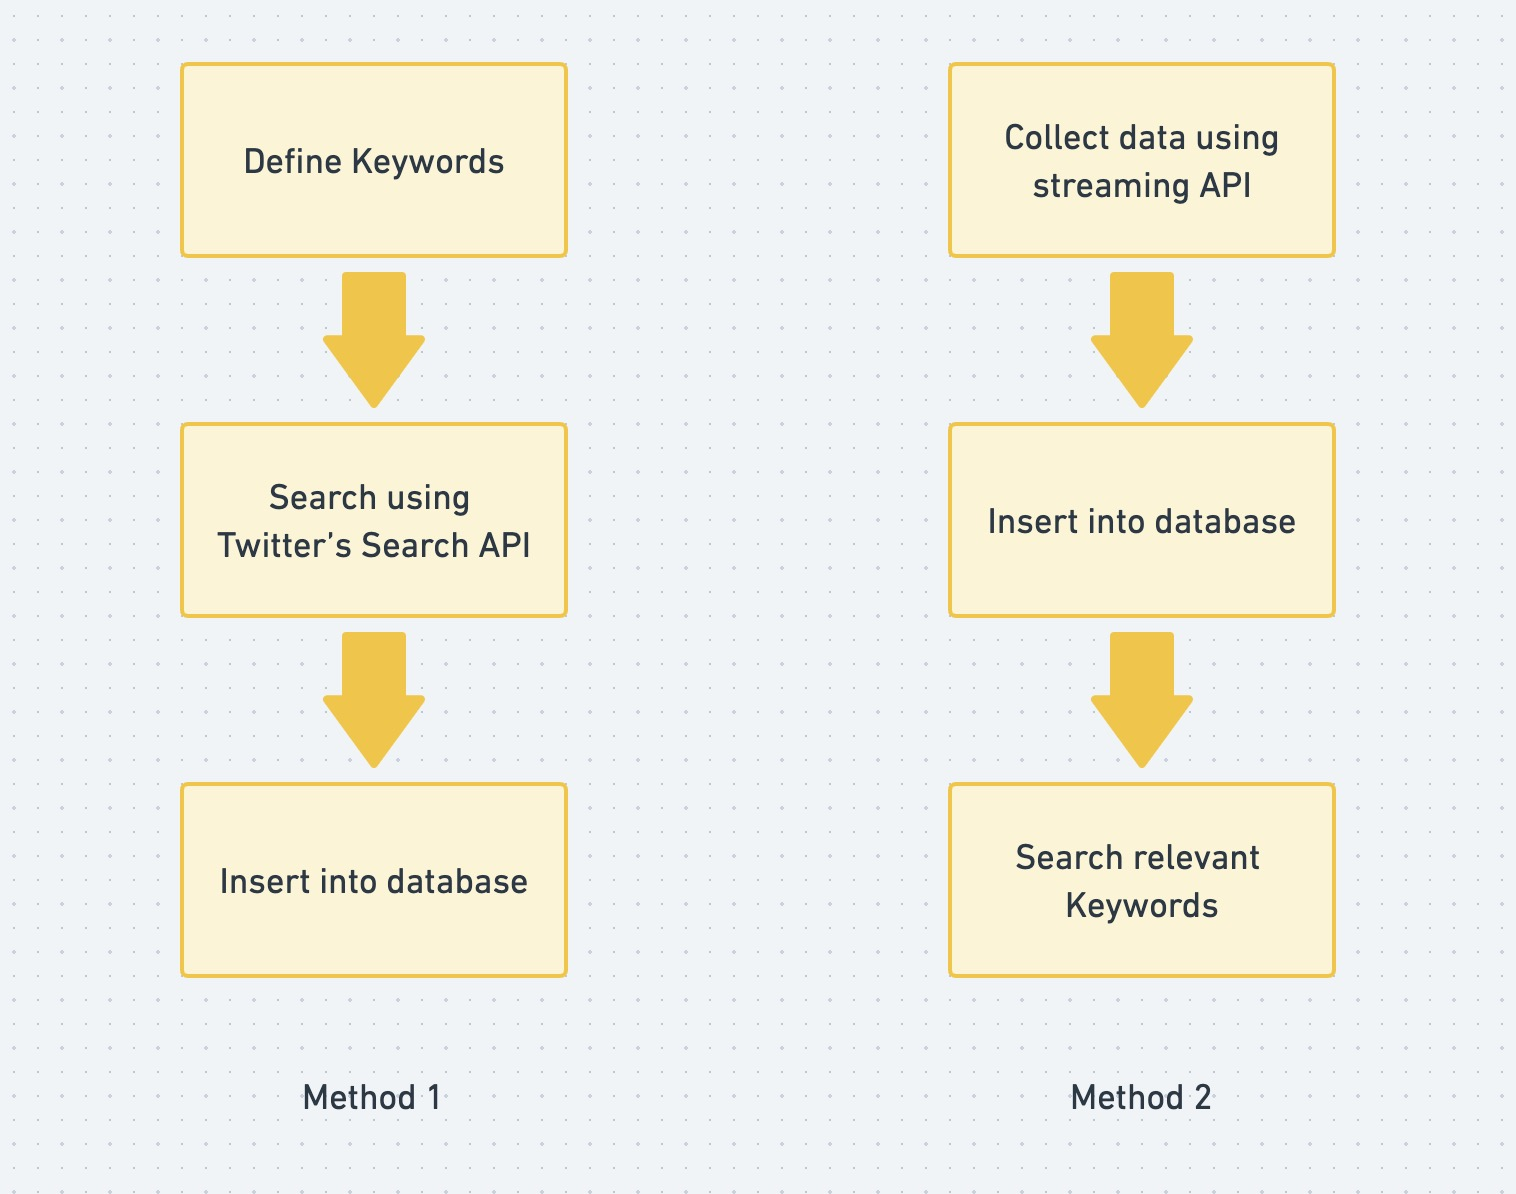 Define Keywords
Search using
Twitter’s Search API
Insert into database
Method 1
Collect data using
streaming API
Insert into database
Search relevant
Keywords
Method 2